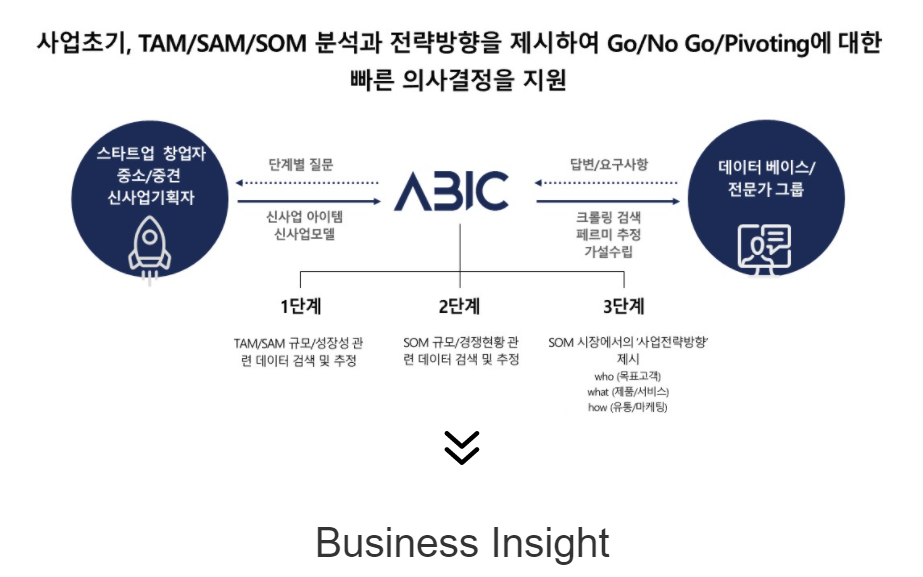 사업초기, TAM/SAM/SOM 분석과 전략방향을 제시하여 Go/No Go/Pivoting에 대한
빠른 의사결정을 지원
스타트업 창업자
중소/중견
신사업기획자
단계별 질문
신사업 아이템
신사업모델
ABIC
답변/요구사항
크롤링 검색
페르미 추정
가설수립
데이터 베이스/
전문가 그룹
1단계
TAM/SAM 규모/성장성 관
련 데이터 검색 및 추정
2단계
SOM 규모/경쟁현황 관
련 데이터 검색 및 추정
3단계
SOM 시장에서의 '사업전략방향'
제시
who (목표고객)
what (제품/서비스)
how (유통/마케팅)
Business Insight